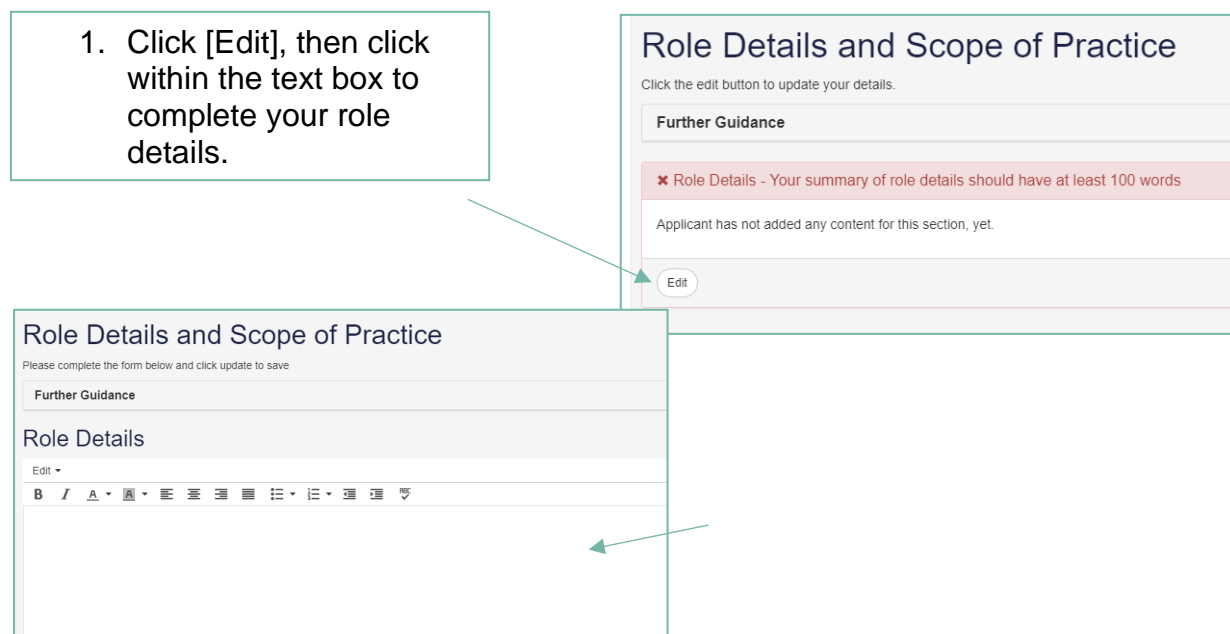 1. Click [Edit], then click
within the text box to
complete your role
details.
Role Details and Scope of Practice
Click the edit button to update your details.
Further Guidance
✖ Role Details - Your summary of role details should have at least 100 words
Applicant has not added any content for this section, yet.
Edit
Role Details and Scope of Practice
Please complete the form below and click update to save
Further Guidance
Role Details
Edit
B I A A ABC